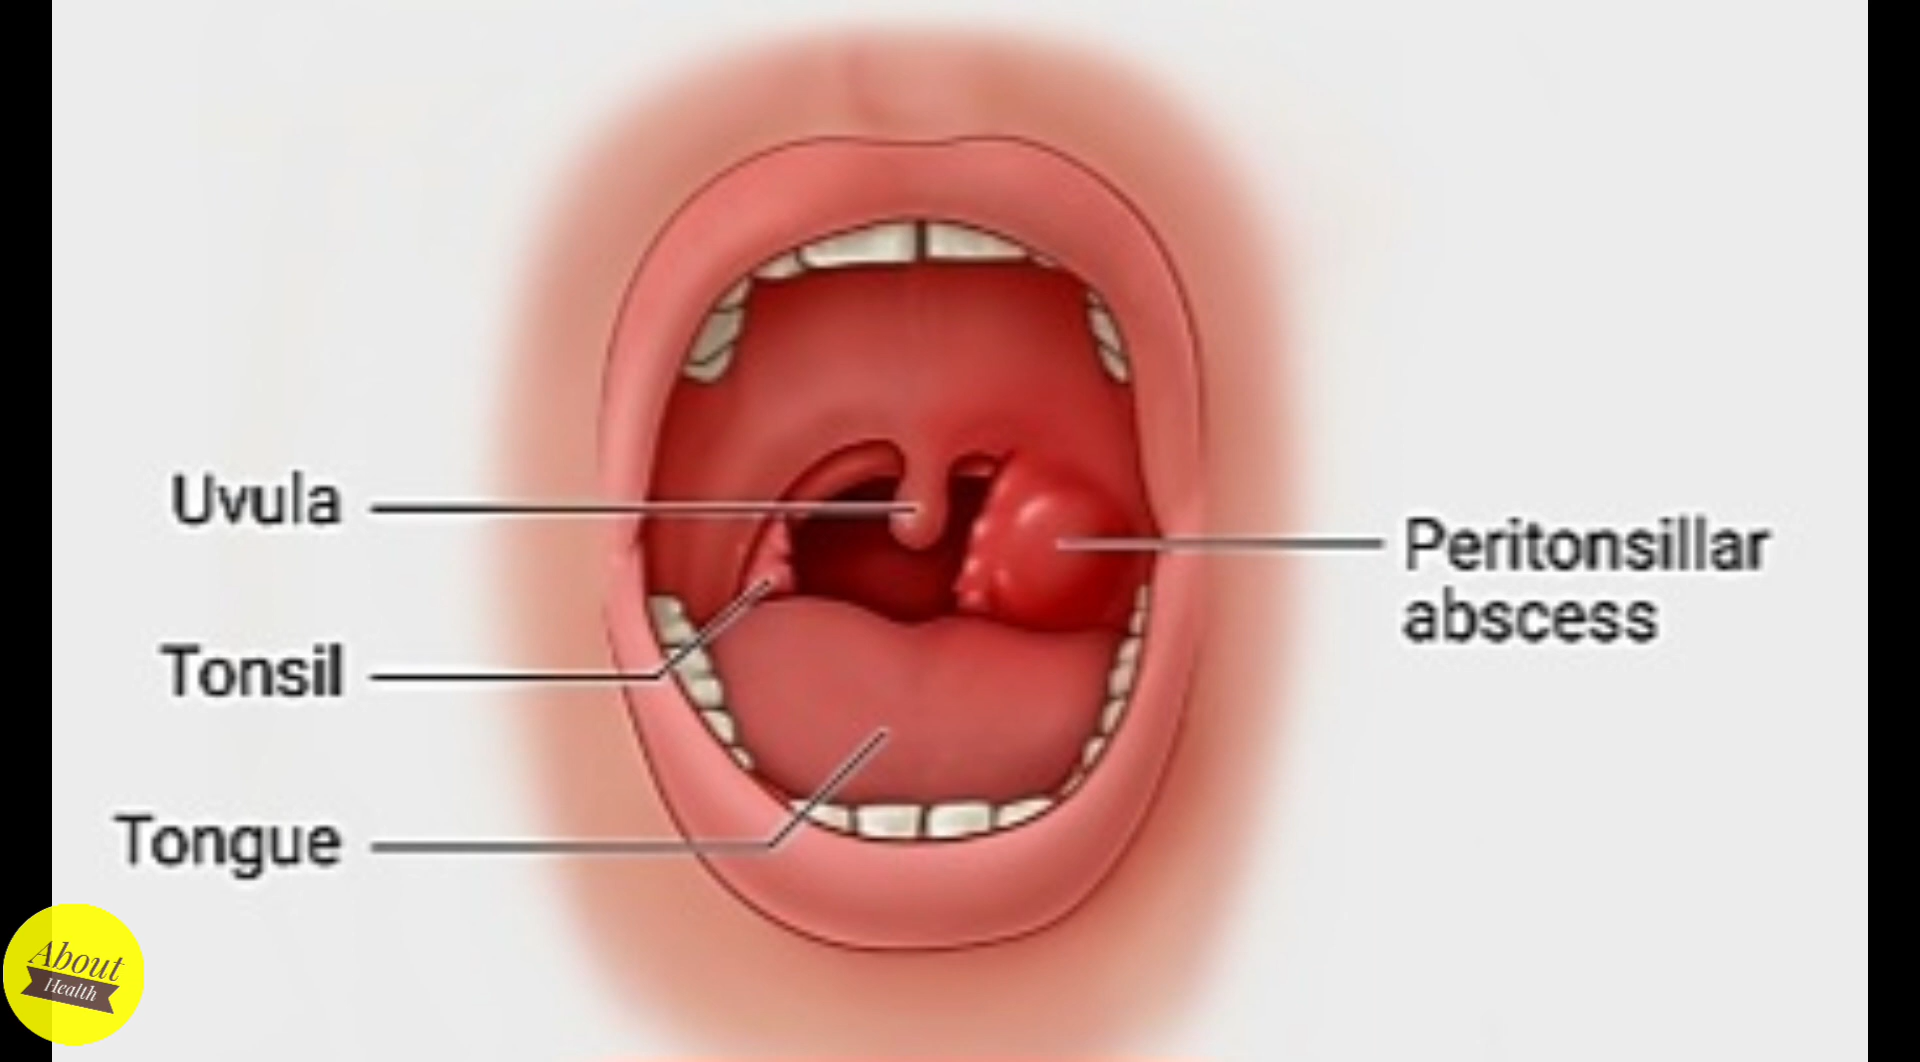 Uvula
Tonsil
Tongue
Peritonsillar
abscess
About
Health